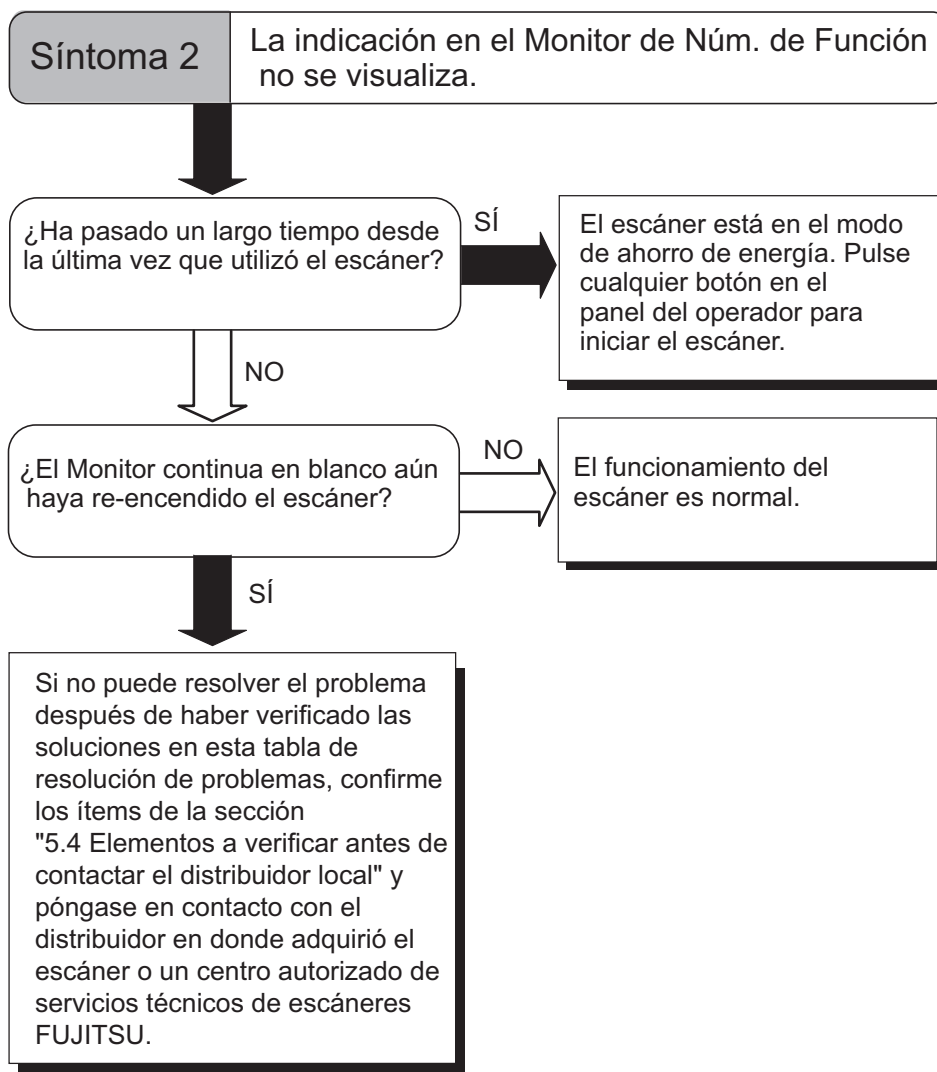 Síntoma 2
La indicación en el Monitor de Núm. de Función
no se visualiza.
¿Ha pasado un largo tiempo desde
la última vez que utilizó el escáner?
SÍ
El escáner está en el modo
de ahorro de energía. Pulse
cualquier botón en el
panel del operador para
iniciar el escáner.
NO
¿El Monitor continua en blanco aún
haya re-encendido el escáner?
NO
El funcionamiento del
escáner es normal.
SÍ
Si no puede resolver el problema
después de haber verificado las
soluciones en esta tabla de
resolución de problemas, confirme
los ítems de la sección
"5.4 Elementos a verificar antes de
contactar el distribuidor local" y
póngase en contacto con el
distribuidor en donde adquirió el
escáner o un centro autorizado de
servicios técnicos de escáneres
FUJITSU.